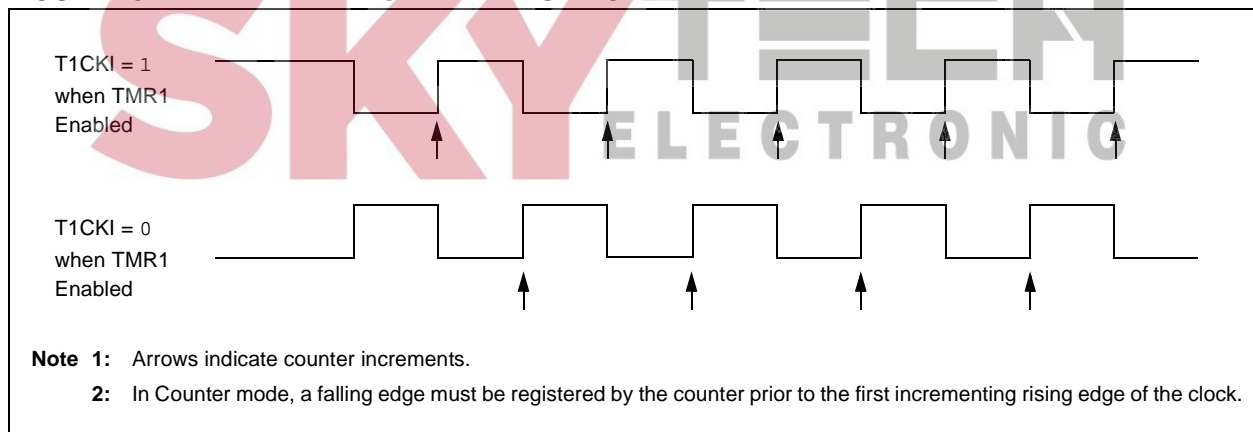 SKYTECH
ELECTRONIC
T1CKI = 1
when TMR1
Enabled
T1CKI = 0
when TMR1
Enabled
Note 1: Arrows indicate counter increments.
2: In Counter mode, a falling edge must be registered by the counter prior to the first incrementing rising edge of the clock.